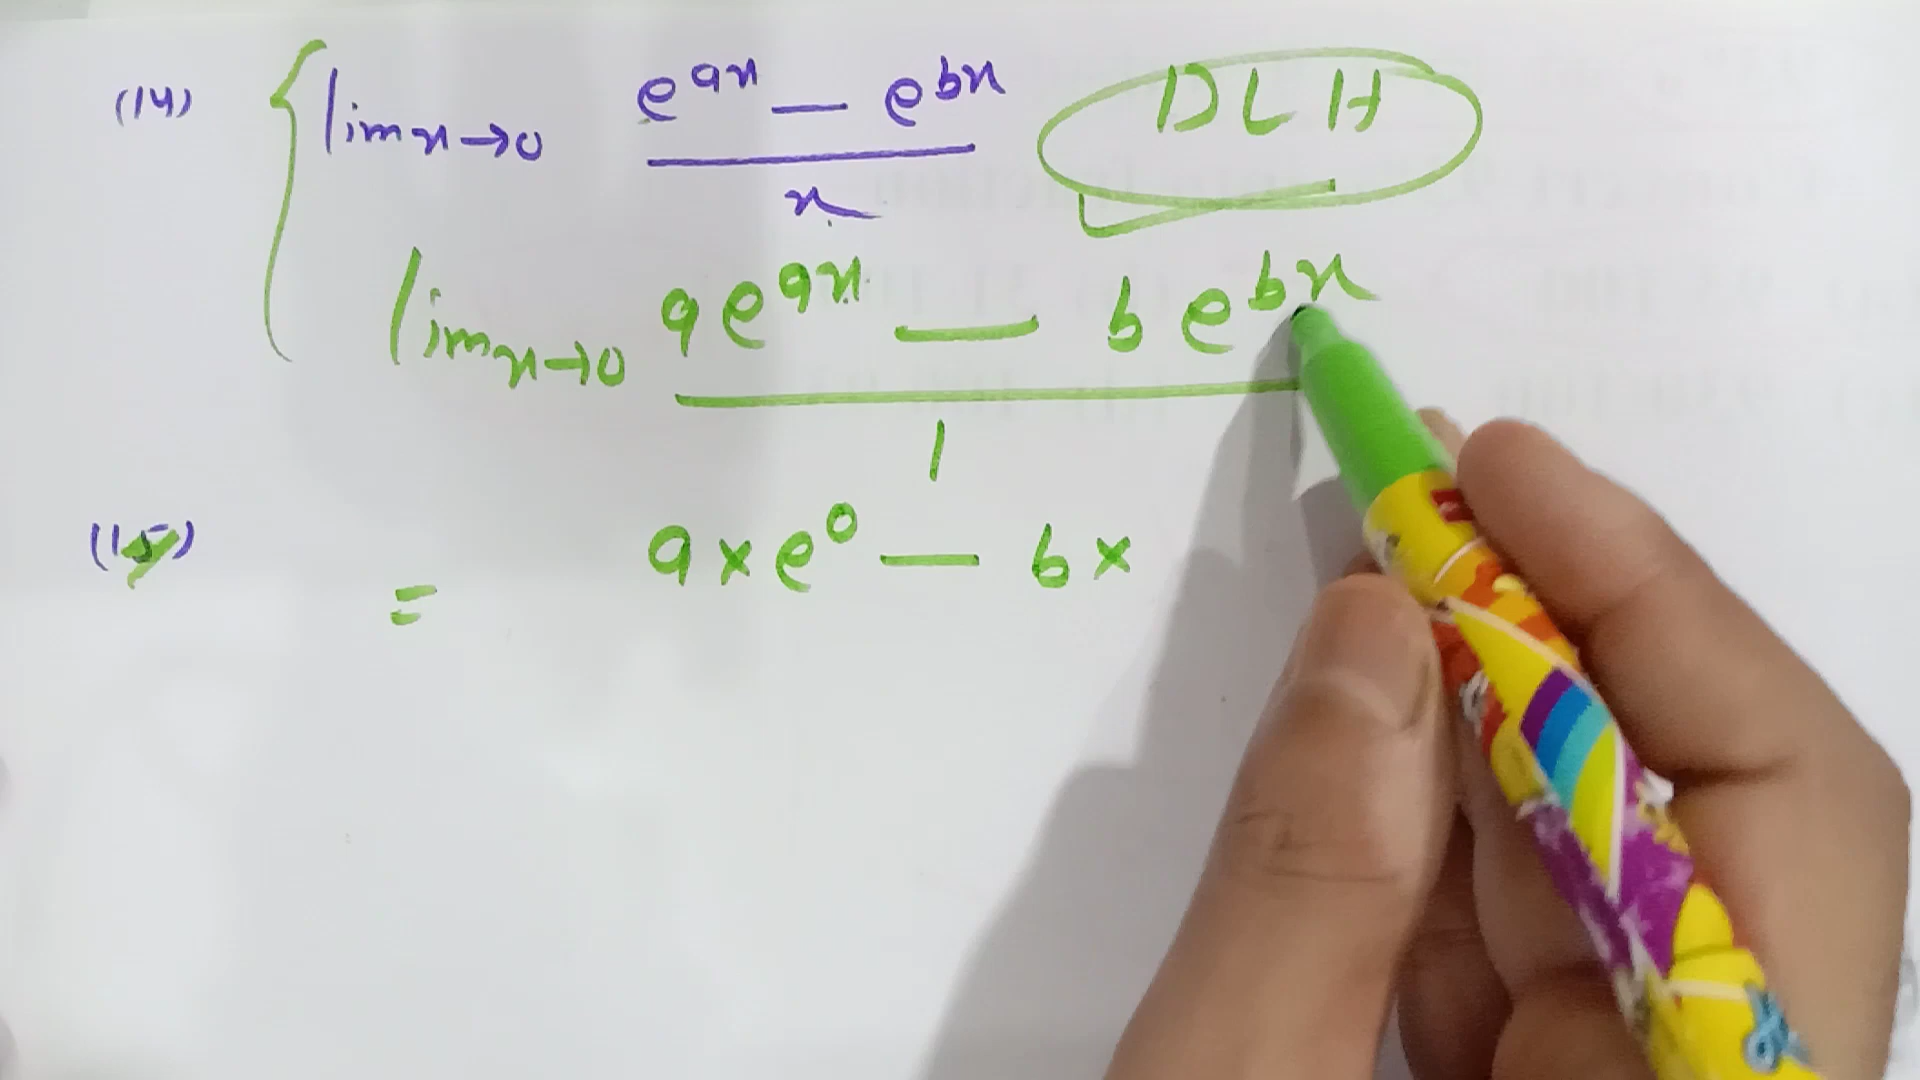 (14) lim x→0 e^{ax} — e^{bx} / x DLH
lim x→0 ae^{ax} — be^{bx} / 1
(15)
= a × e^0 — b ×